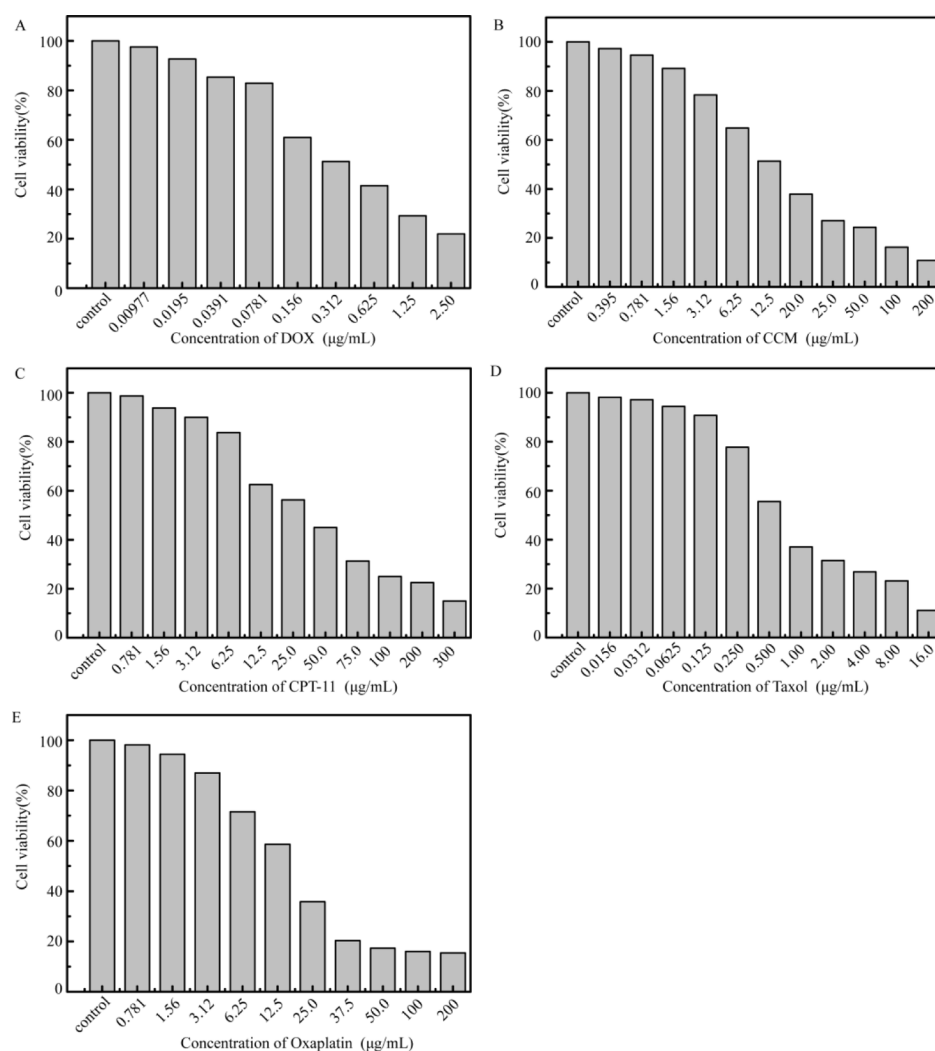 A
Cell viability(%)
100
80
60
40
20
0
control 0.00977 0.0195 0.0391 0.0781 0.156 0.312 0.625 1.25 2.50
Concentration of DOX (μg/mL)
B
Cell viability(%)
100
80
60
40
20
0
control 0.395 0.781 1.56 3.12 6.25 12.5 20.0 25.0 50.0 100 200
Concentration of CCM (μg/mL)
C
Cell viability(%)
100
80
60
40
20
0
control 0.781 1.56 3.12 6.25 12.5 25.0 50.0 75.0 100 200 300
Concentration of CPT-11 (μg/mL)
D
Cell viability(%)
100
80
60
40
20
0
control 0.0156 0.0312 0.0625 0.125 0.250 0.500 1.00 2.00 4.00 8.00 16.0
Concentration of Taxol (μg/mL)
E
Cell viability(%)
100
80
60
40
20
0
control 0.781 1.56 3.12 6.25 12.5 25.0 37.5 50.0 100 200
Concentration of Oxaplatin (μg/mL)